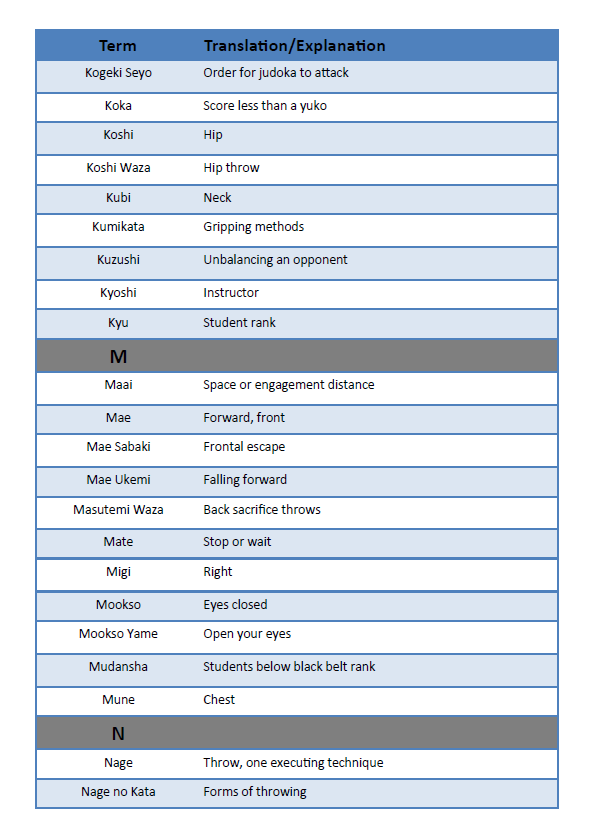 Term Translation/Explanation
Kogeki Seyo Order for judoka to attack
Koka Score less than a yuko
Koshi Hip
Koshi Waza Hip throw
Kubi Neck
Kumikata Gripping methods
Kuzushi Unbalancing an opponent
Kyoshi Instructor
Kyu Student rank
M
Maai Space or engagement distance
Mae Forward, front
Mae Sabaki Frontal escape
Mae Ukemi Falling forward
Masutemi Waza Back sacrifice throws
Mate Stop or wait
Migi Right
Mookso Eyes closed
Mookso Yame Open your eyes
Mudansha Students below black belt rank
Mune Chest
N
Nage Throw, one executing technique
Nage no Kata Forms of throwing